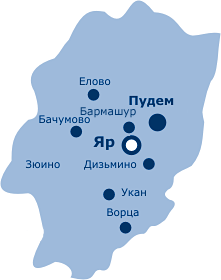 Елово
Пудем
Бармашур
Бачумово
Яр
Зюино
Дизьмино
Укан
Ворца